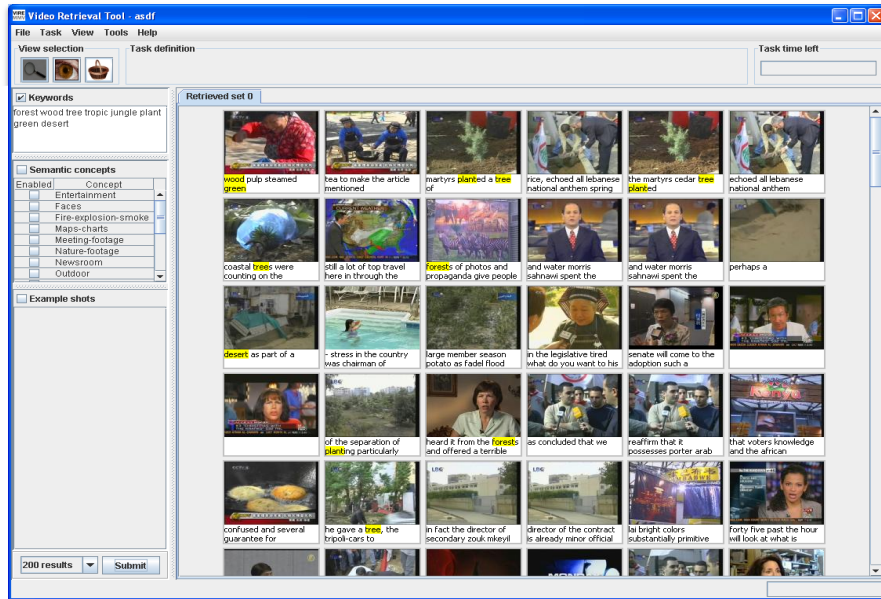 Video Retrieval Tool - asdf
File Task View Tools Help
View selection
Task definition
Task time left
Keywords
forest wood tree tropic jungle plant
green desert
Semantic concepts
Enabled Concept
Entertainment
Faces
Fire-explosion-smoke
Maps-charts
Meeting-footage
Nature-footage
Newsroom
Outdoor
Example shots
200 results
Submit
Retrieved set 0
wood pulp steamed
green
tea to make the article
mentioned
martyrs planted a tree
of
rice, echoed all lebanese
national anthem spring
the martyrs cedar tree
planted
echoed all lebanese
national anthem
coastal trees were
counting on the
still a lot of top travel
here in through the
forests of photos and
propaganda give people
and water morris
sahnawi spent the
and water morris
sahnawi spent the
perhaps a
desert as part of a
- stress in the country
was chairman of
large member season
potato as fadel flood
in the legislative tired
what do you want to his
senate will come to the
adoption such a
of the separation of
planting particularly
heard it from the forests
and offered a terrible
as concluded that we
reaffirm that it
possesses porter arab
that voters knowledge
and the african
confused and several
guarantee for
he gave a tree, the
tripoli-cars to
in fact the director of
secondary zouk mkeyil
director of the contract
is already minor official
lai bright colors
substantially primitive
forty five past the hour
will look at what is